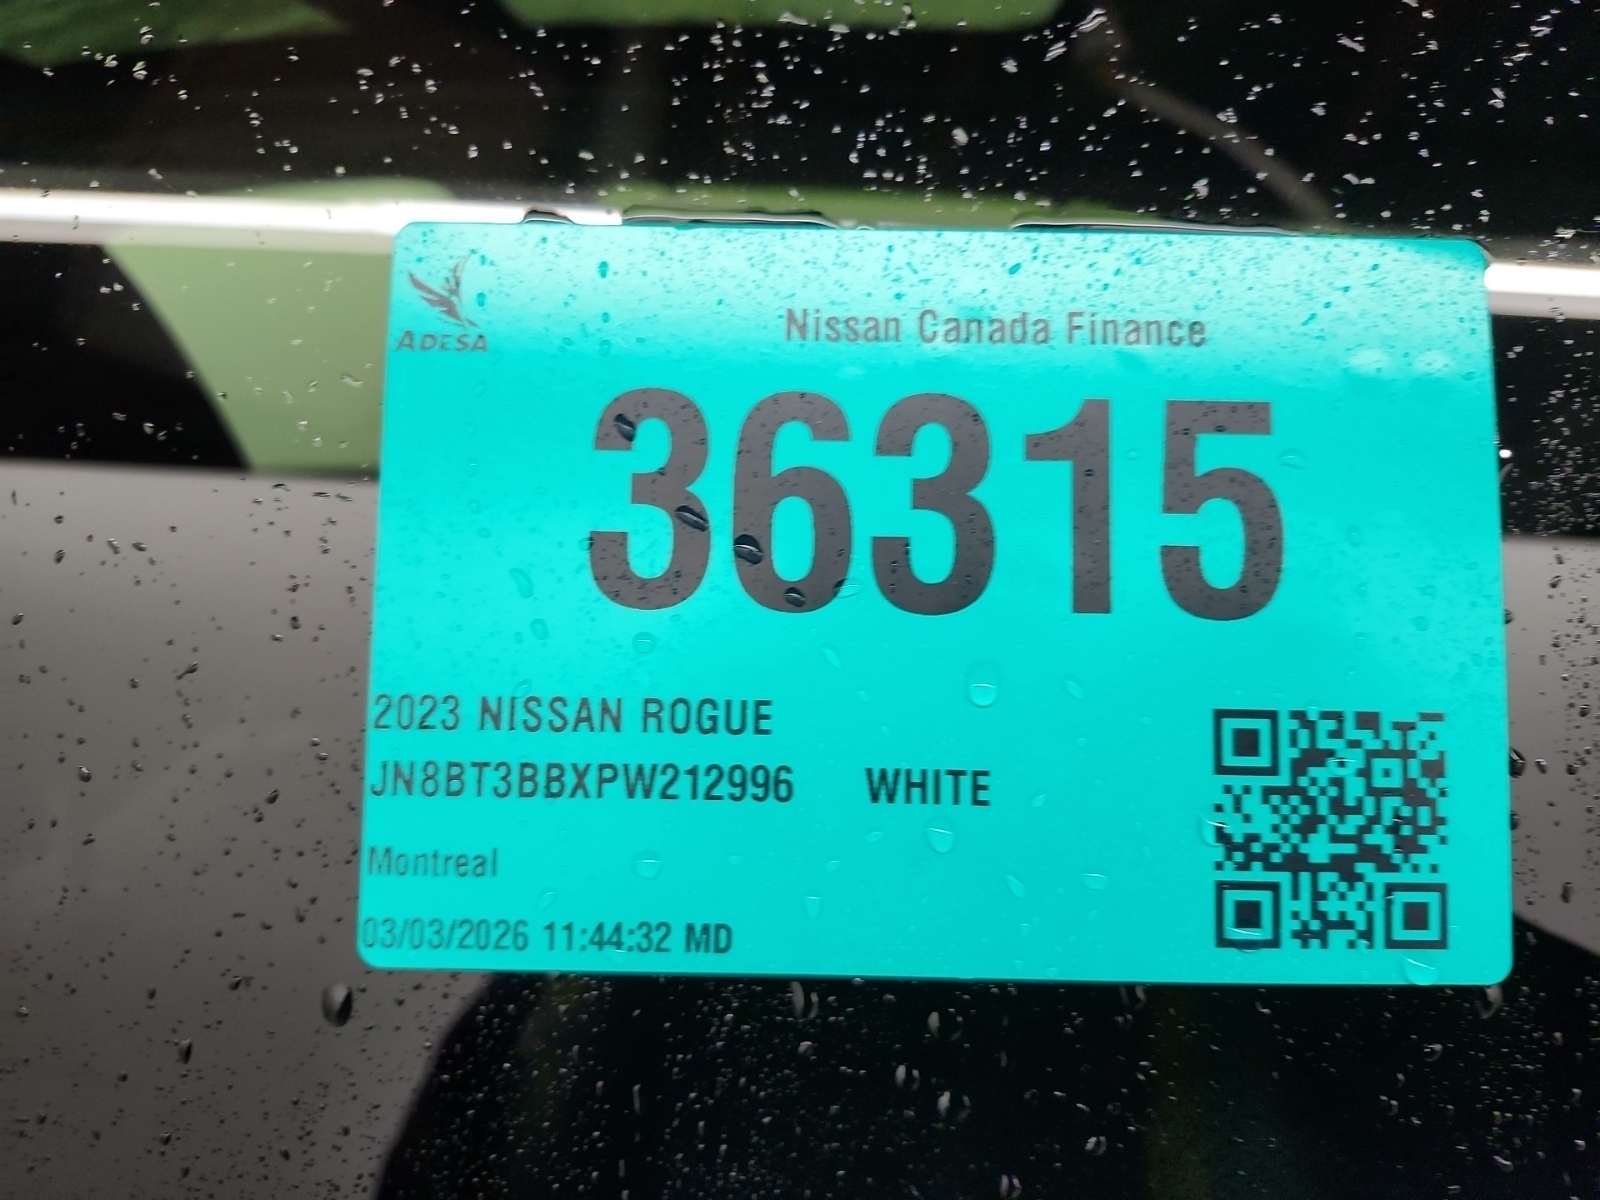 ADESA
Nissan Canada Finance
36315
2023 NISSAN ROGUE
JN8BT3BBXPW212996 WHITE
Montreal
03/03/2026 11:44:32 MD